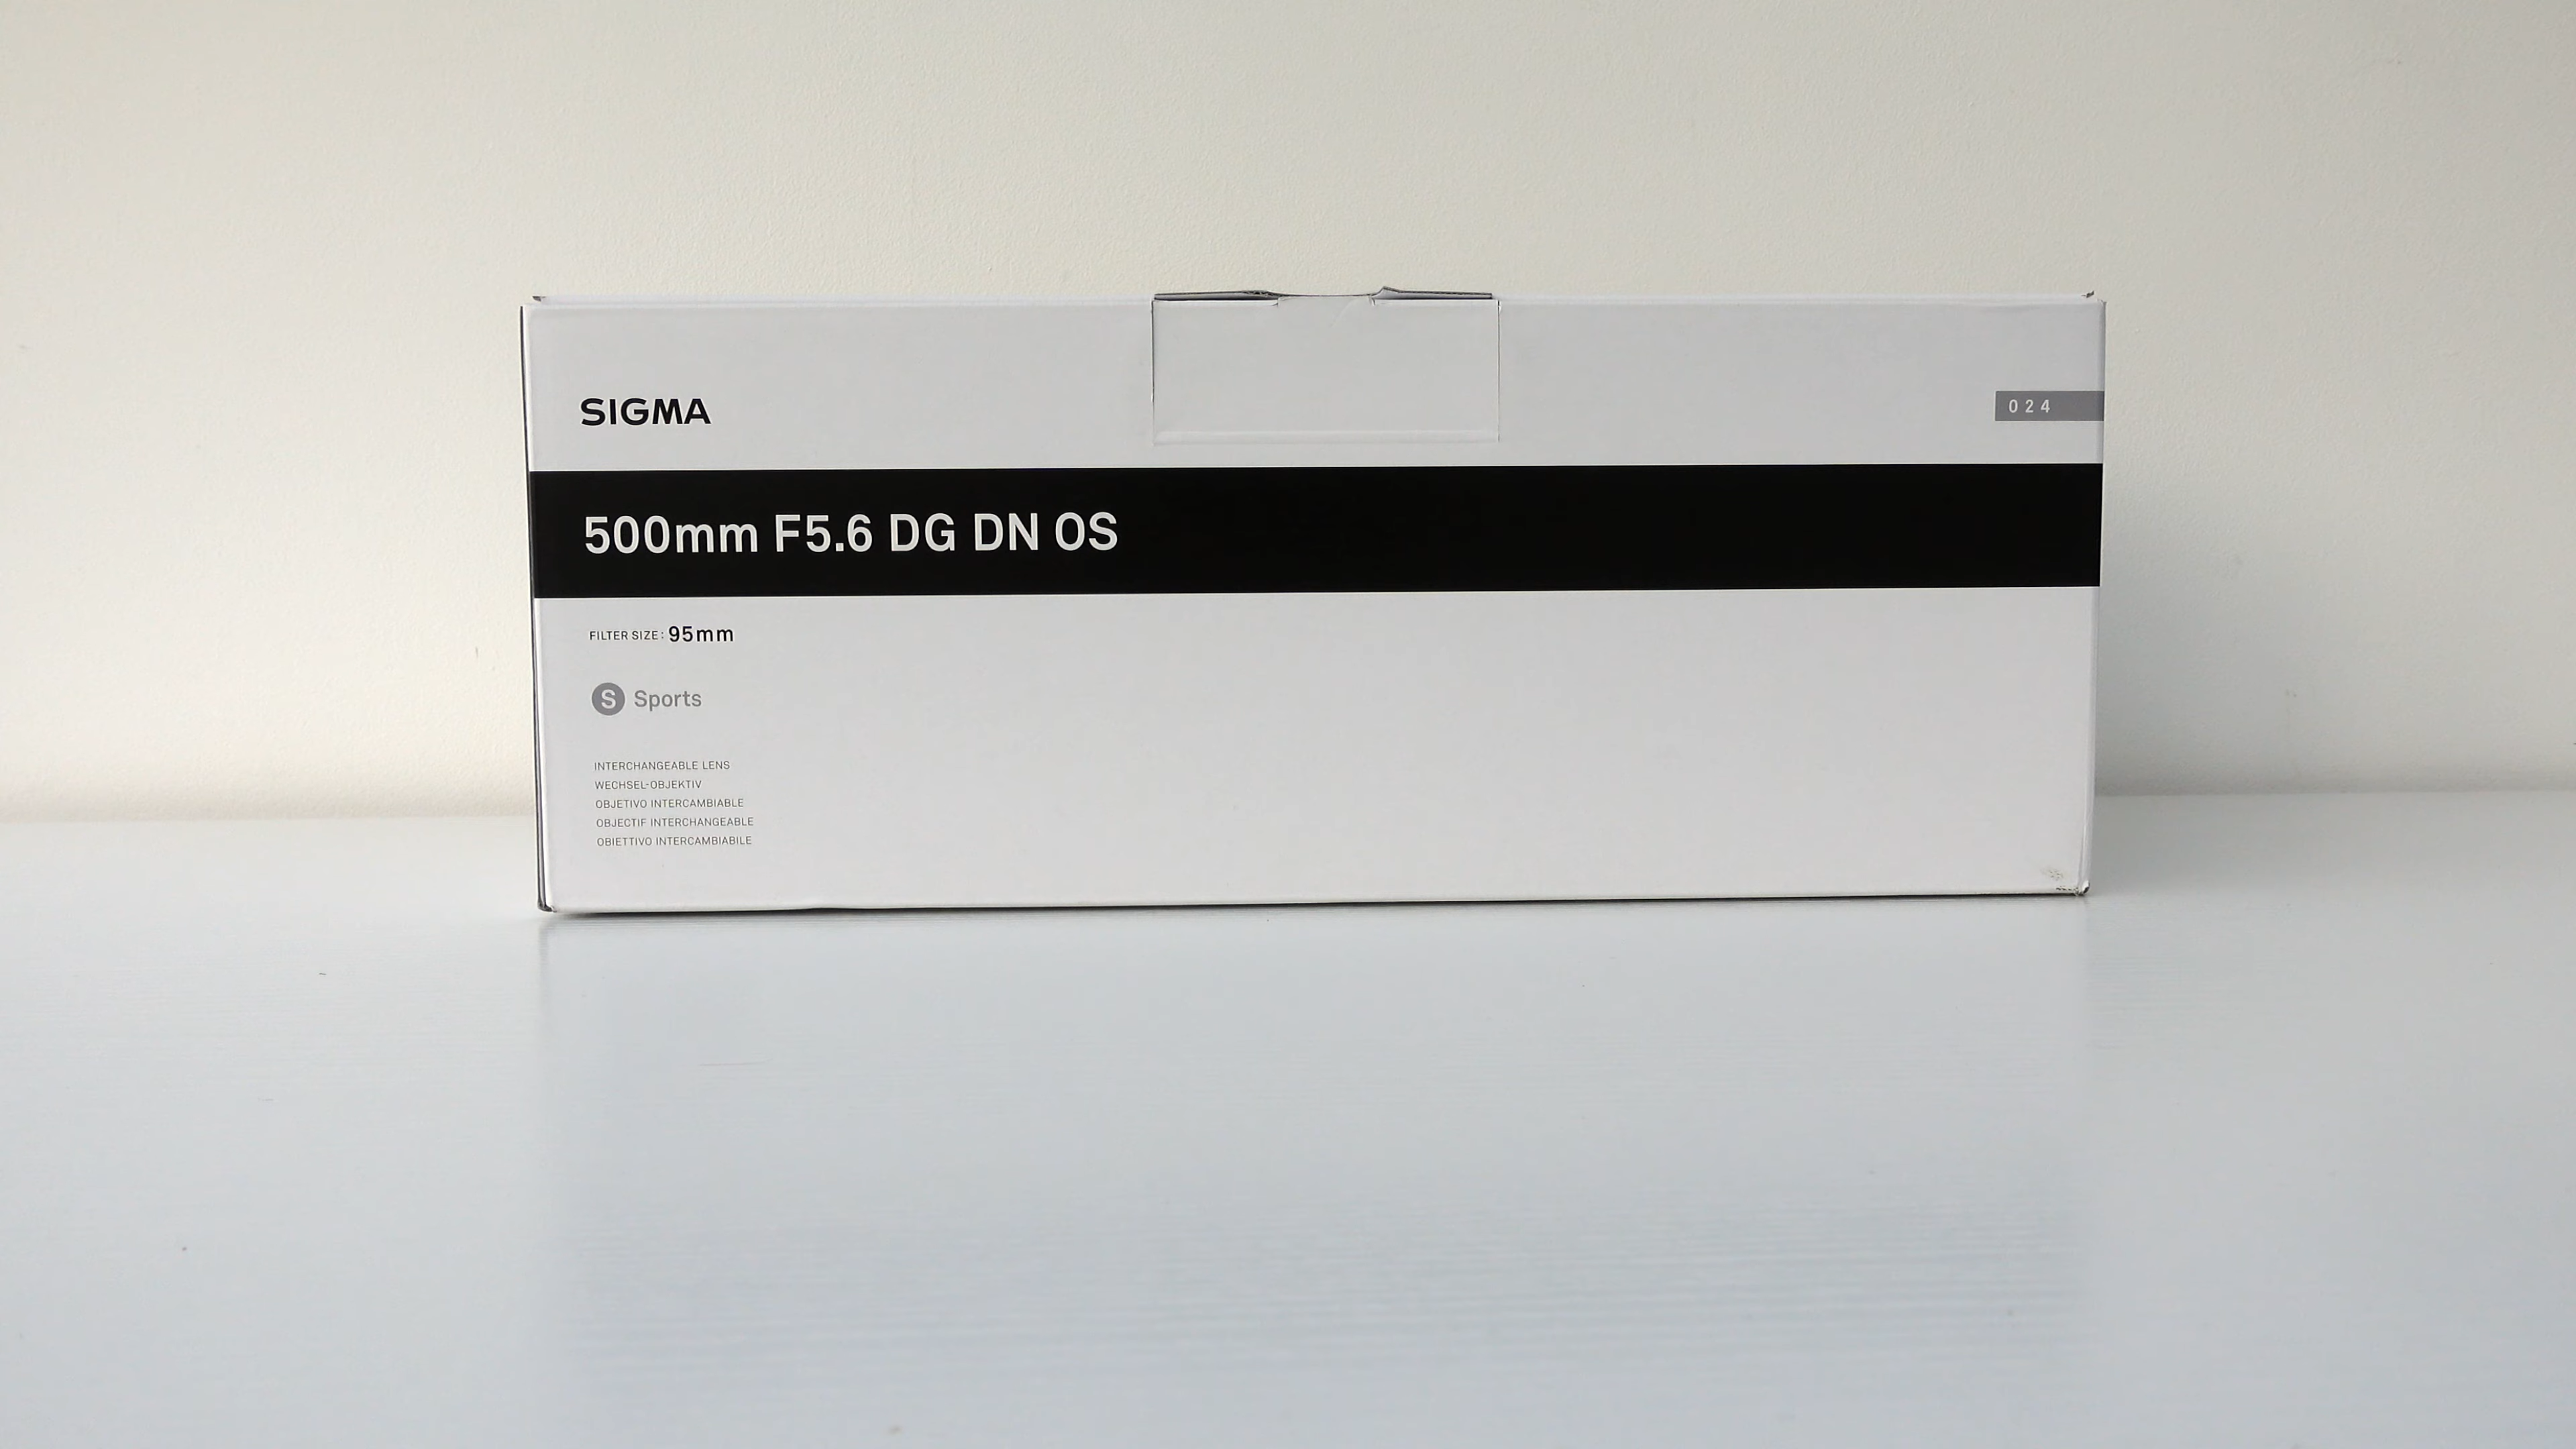 SIGMA
024
500mm F5.6 DG DN OS
FILTER SIZE: 95mm
S Sports
INTERCHANGEABLE LENS
WECHSEL-OBJEKTIV
OBJETIVO INTERCAMBIABLE
OBJECTIF INTERCHANGEABLE
OBIETTIVO INTERCAMBIABILE